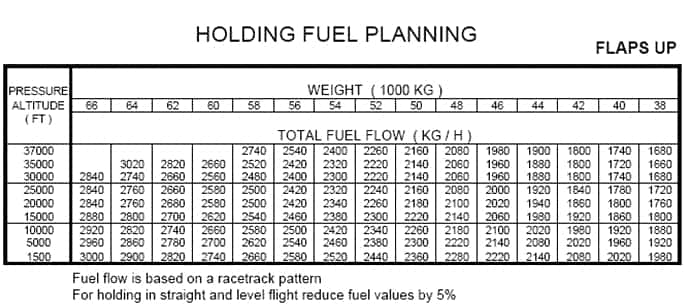 HOLDING FUEL PLANNING
FLAPS UP
PRESSURE ALTITUDE ( FT ) WEIGHT ( 1000 KG )
66 64 62 60 58 56 54 52 50 48 46 44 42 40 38
TOTAL FUEL FLOW ( KG / H )
37000 2740 2540 2400 2260 2160 2080 1980 1900 1800 1740 1680
35000 3020 2820 2660 2520 2420 2320 2220 2140 2060 1960 1880 1800 1720 1660
30000 2840 2740 2660 2560 2480 2400 2300 2220 2140 2060 1960 1880 1800 1740 1680
25000 2840 2760 2660 2580 2500 2420 2320 2240 2160 2080 2000 1920 1840 1780 1720
20000 2840 2760 2680 2580 2500 2420 2340 2260 2180 2100 2020 1940 1860 1800 1760
15000 2880 2800 2700 2620 2540 2460 2380 2300 2220 2140 2060 1980 1920 1860 1800
10000 2920 2820 2740 2660 2580 2500 2420 2340 2260 2180 2100 2020 1980 1920 1880
5000 2960 2860 2780 2700 2620 2540 2460 2380 2300 2220 2140 2080 2020 1960 1920
1500 3000 2900 2820 2740 2660 2580 2520 2440 2360 2280 2220 2140 2080 2020 1980
Fuel flow is based on a racetrack pattern
For holding in straight and level flight reduce fuel values by 5%